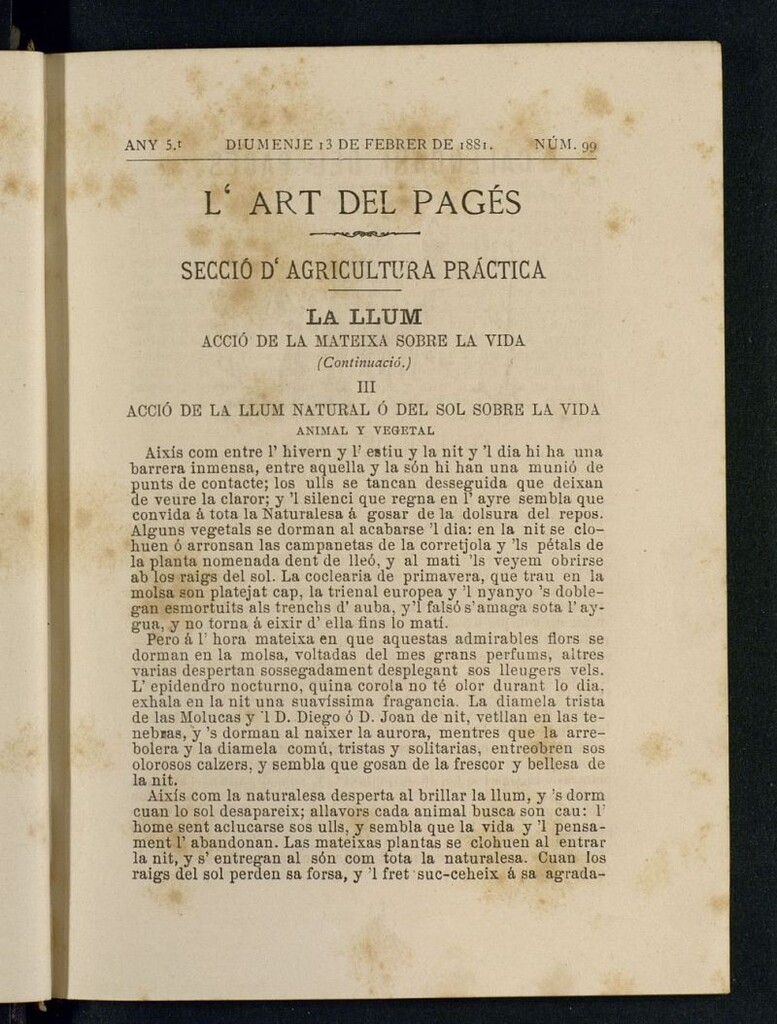 ANY 5.t DIUMENJE 13 DE FEBRER DE 1881. NÚM. 99
L‘ ART DEL PAGÉS
SECCIÓ D‘ AGRICULTURA PRÁCTICA
LA LLUM
ACCIÓ DE LA MATEIXA SOBRE LA VIDA
(Continuació.)
III
ACCIÓ DE LA LLUM NATURAL Ó DEL SOL SOBRE LA VIDA
ANIMAL Y VEGETAL
Aixís com entre l’ hivern y l’ estiu y la nit y ’l dia hi ha una
barrera inmensa, entre aquella y la són hi han una munió de
punts de contacte; los ulls se tancan desseguida que deixan
de veure la claror; y ’l silenci que regna en l’ ayre sembla que
convida á tota la Naturalesa á gosar de la dolsura del repos.
Alguns vegetals se dorman al acabarse ’l dia: en la nit se clo-
huen ó arronsan las campanetas de la corretjola y ’ls pétals de
la planta nomenada dent de lleó, y al mati ’ls veyem obrirse
ab los raigs del sol. La coclearia de primavera, que trau en la
molsa son platejat cap, la trienal europea y ’l nyanyo ’s doble-
gan esmortuits als trenchs d’ auba, y’l falsó s’amaga sota l’ay-
gua, y no torna á eixir d’ ella fins lo matí.
Pero á l’ hora mateixa en que aquestas admirables flors se
dorman en la molsa, voltadas del mes grans perfums, altres
varias despertan sossegadament desplegant sos lleugers vels.
L’ epidendro nocturno, quina corola no té olor durant lo dia,
exhala en la nit una suavíssima fragancia. La diamela trista
de las Molucas y ’l D. Diego ó D. Joan de nit, vetllan en las te-
nebras, y ’s dorman al naixer la aurora, mentres que la arre-
bolera y la diamela comú, tristas y solitarias, entreobren sos
olorosos calzers, y sembla que gosan de la frescor y bellesa de
la nit.
Aixís com la naturalesa desperta al brillar la llum, y ’s dorm
cuan lo sol desapareix; allavors cada animal busca son cau: l’
home sent aclucarse sos ulls, y sembla que la vida y ’l pensa-
ment l’ abandonan. Las mateixas plantas se clohuen al entrar
la nit, y s’ entregan al són com tota la naturalesa. Cuan los
raigs del sol perden sa forsa, y ’l fret suc-ceheix á sa agrada-